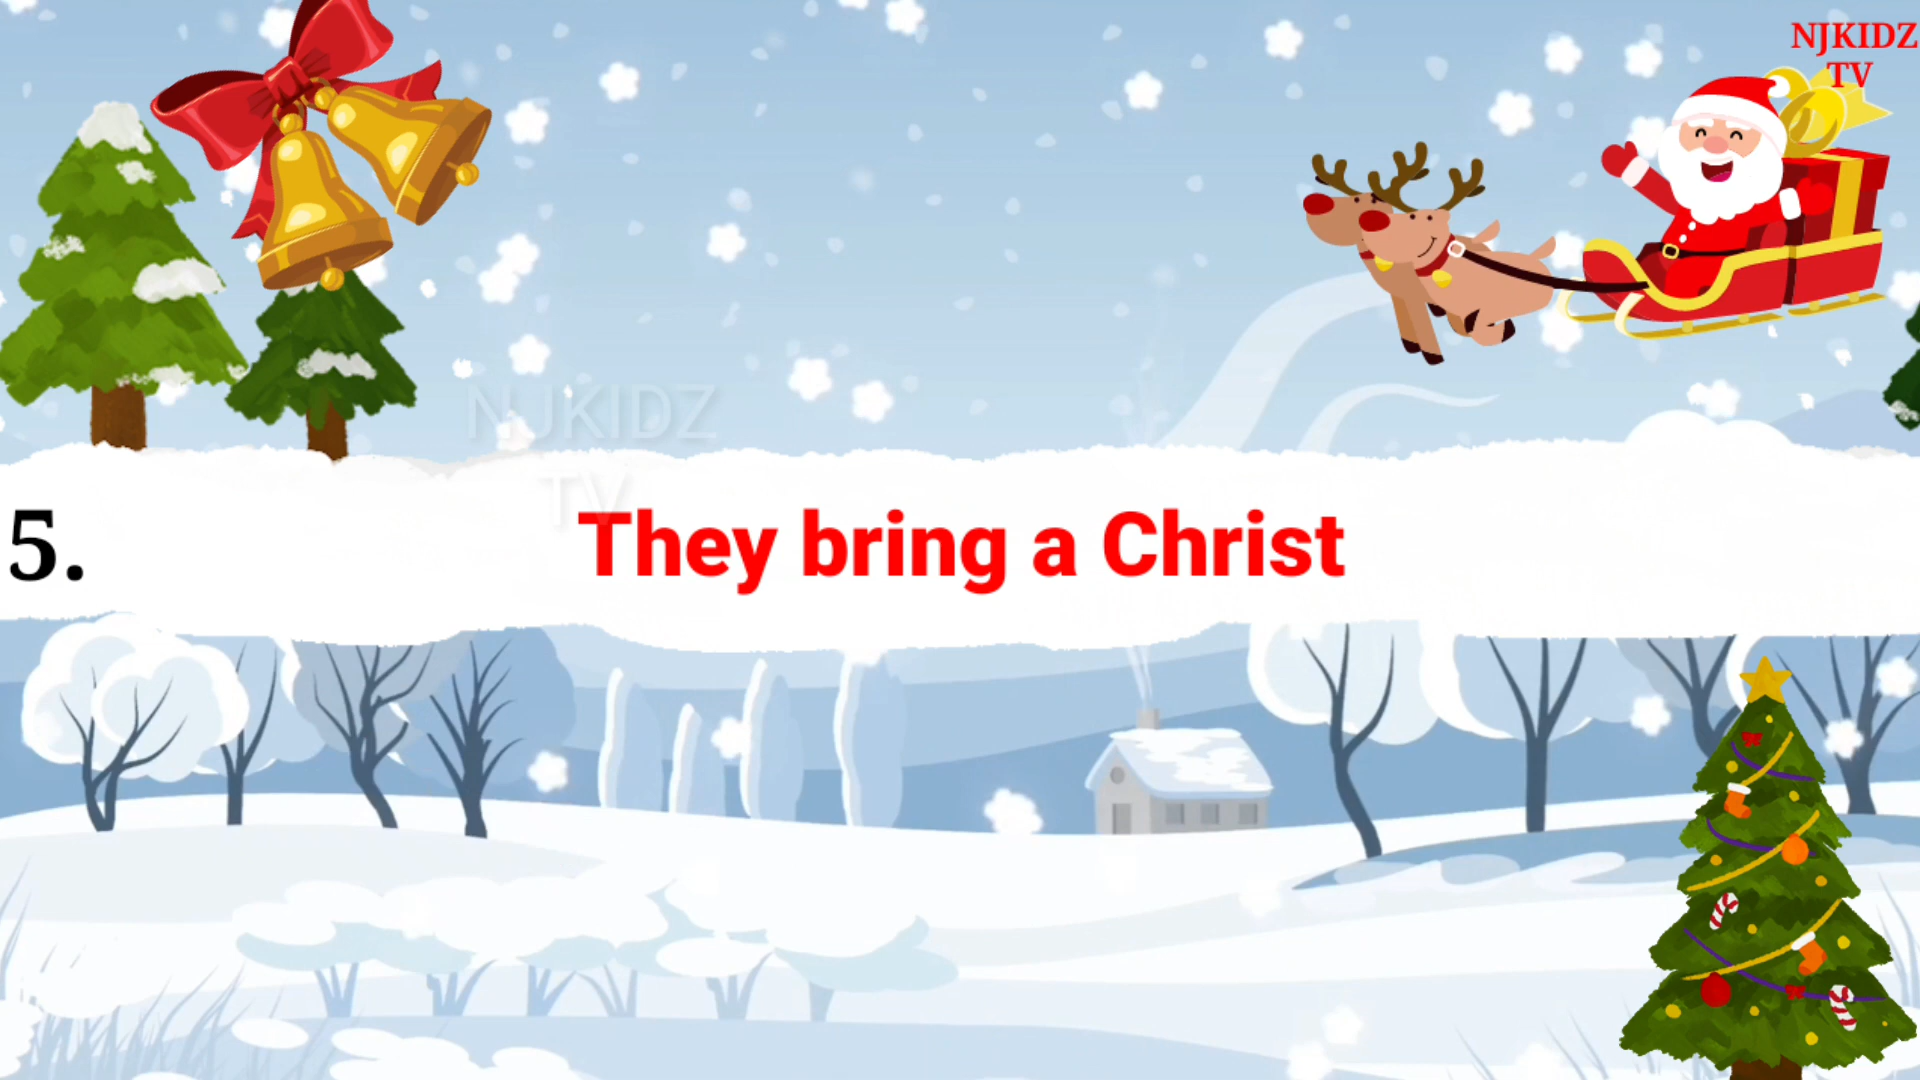 NJKIDZ
TV
NJKIDZ
TV
5. They bring a Christ